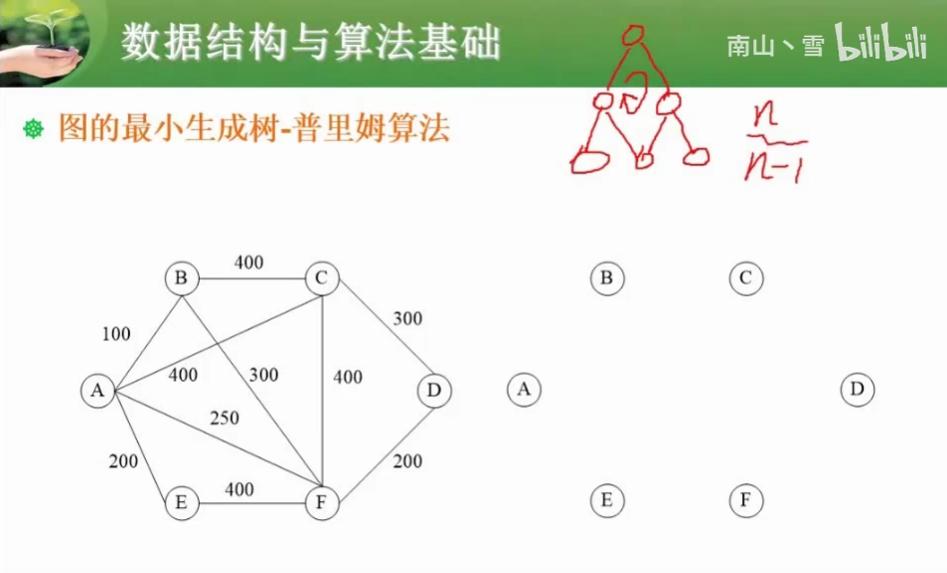 数据结构与算法基础
南山丶雪 bilibili
图的最小生成树-普里姆算法
n
n-1
B 400 C
B C
100 300
400 300 400
A D A D
250
200 200
E 400 F
E F